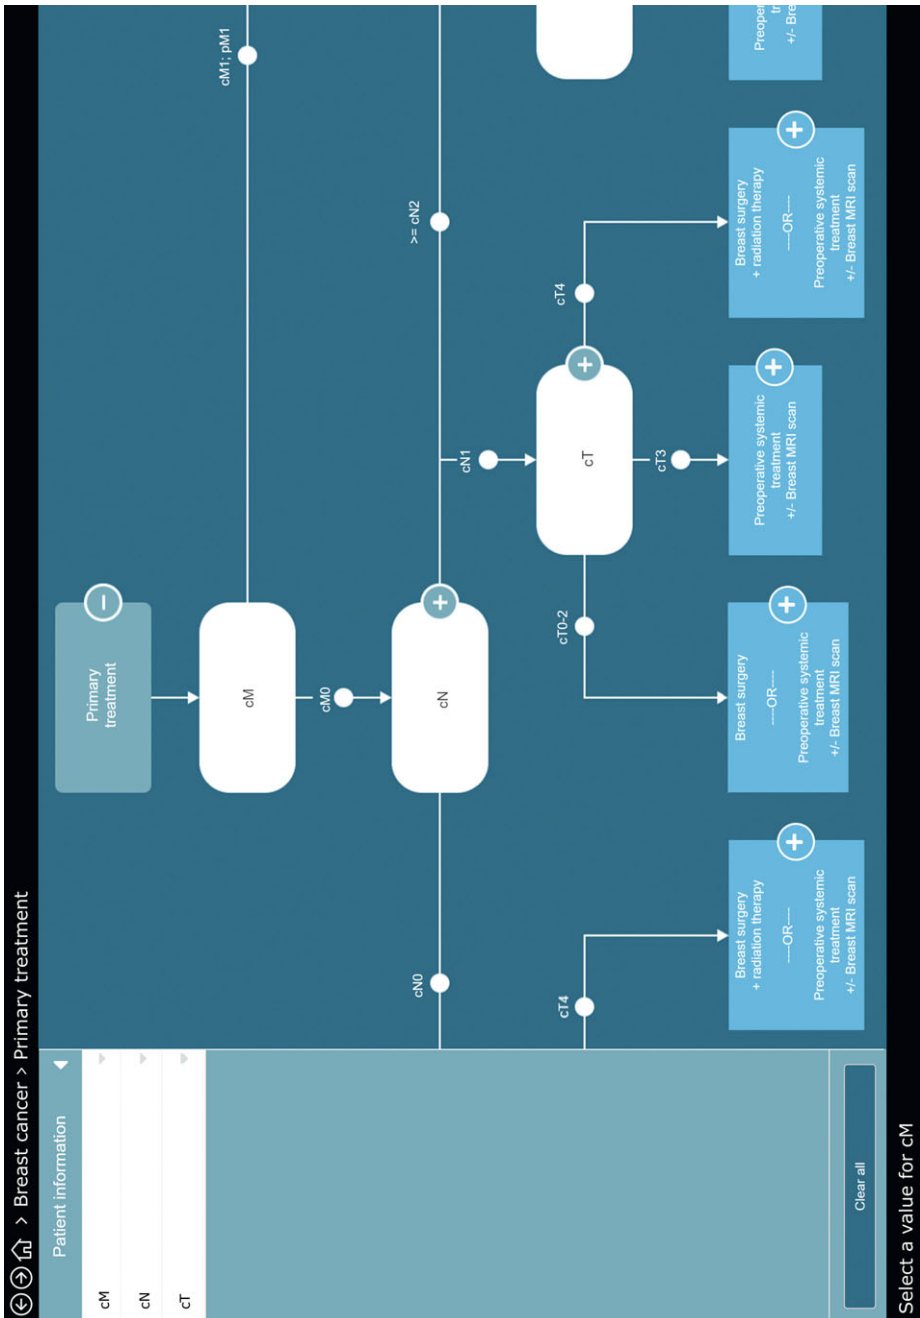 > Breast cancer > Primary treatment
Patient information
cM
cN
cT
Clear all
Select a value for cM
Primary
treatment
cM
cM1; pM1
cM0
cN
cN0
>= cN2
cN1
cT
cT4
cT0-2
cT3
cT4
Breast surgery
+ radiation therapy
----OR----
Preoperative systemic
treatment
+/- Breast MRI scan
Breast surgery
----OR----
Preoperative systemic
treatment
+/- Breast MRI scan
Preoperative systemic
treatment
+/- Breast MRI scan
Breast surgery
+ radiation therapy
----OR----
Preoperative systemic
treatment
+/- Breast MRI scan